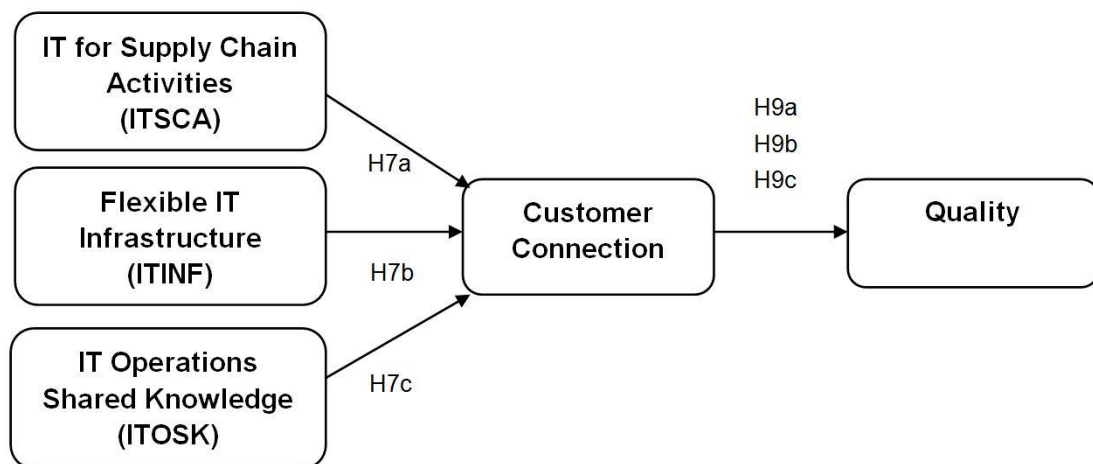 IT for Supply Chain
Activities
(ITSCA)
H7a
Flexible IT
Infrastructure
(ITINF)
H7b
IT Operations
Shared Knowledge
(ITOSK)
H7c
Customer
Connection
H9a
H9b
H9c
Quality